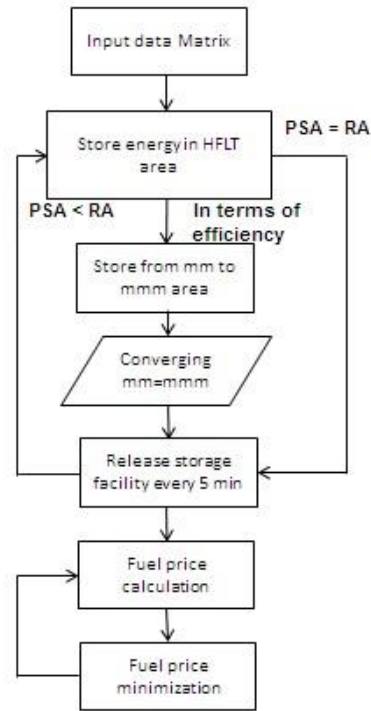 Input data Matrix
PSA = RA
Store energy in HFLT
area
PSA < RA
In terms of
efficiency
Store from mm to
mmm area
Converging
mm=mmm
Release storage
facility every 5 min
Fuel price
calculation
Fuel price
minimization